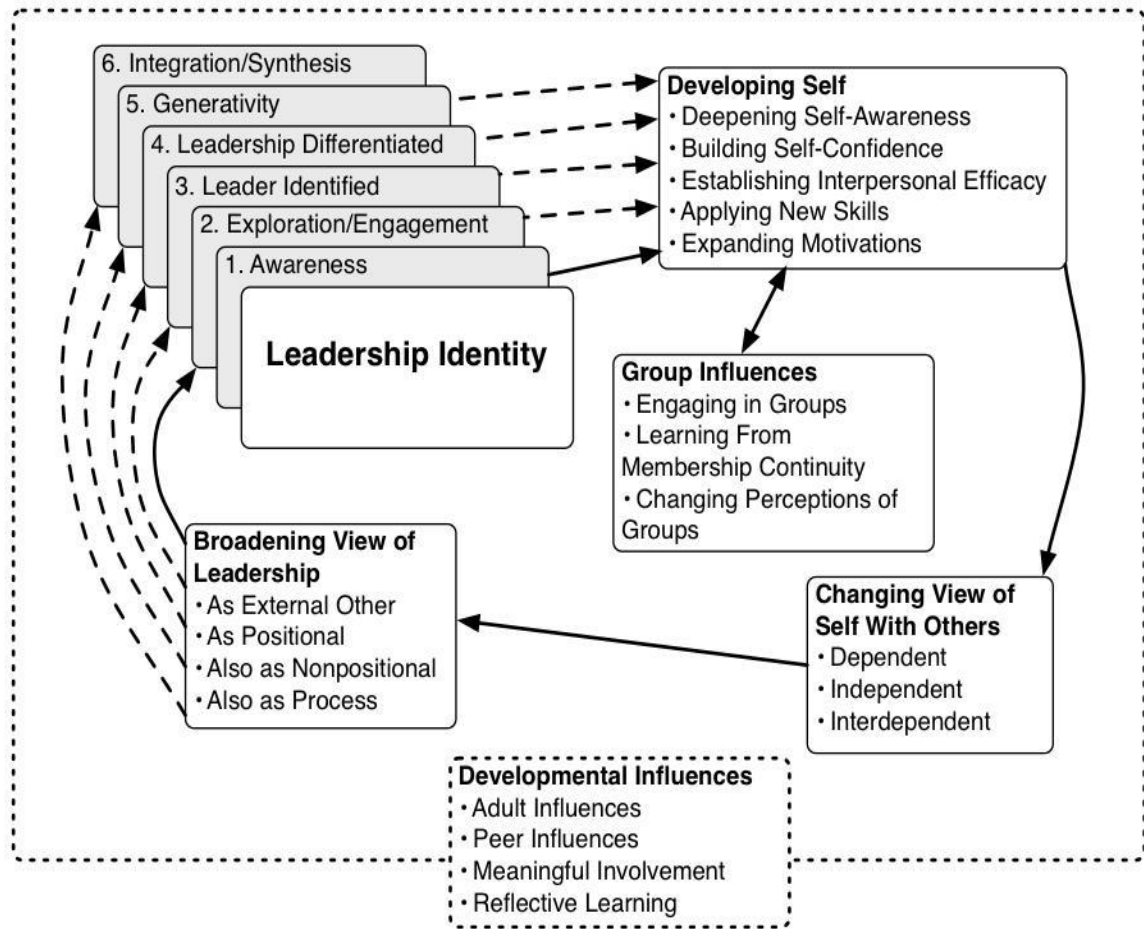 6. Integration/Synthesis
5. Generativity
4. Leadership Differentiated
3. Leader Identified
2. Exploration/Engagement
1. Awareness
Leadership Identity
Developing Self
· Deepening Self-Awareness
· Building Self-Confidence
· Establishing Interpersonal Efficacy
· Applying New Skills
· Expanding Motivations
Group Influences
· Engaging in Groups
· Learning From
Membership Continuity
· Changing Perceptions of
Groups
Broadening View of
Leadership
· As External Other
· As Positional
· Also as Nonpositional
· Also as Process
Changing View of
Self With Others
· Dependent
· Independent
· Interdependent
Developmental Influences
· Adult Influences
· Peer Influences
· Meaningful Involvement
· Reflective Learning